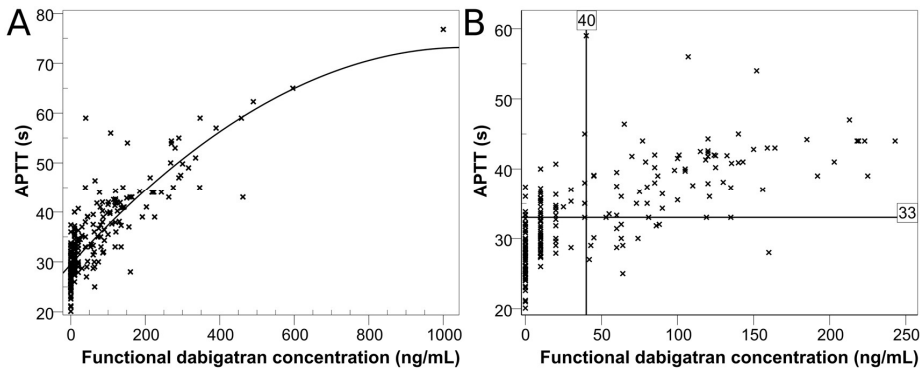 A
80
70
60
50
40
30
20
APTT (s)
0 200 400 600 800 1000
Functional dabigatran concentration (ng/mL)
B
60
50
40
30
20
APTT (s)
40
33
0 50 100 150 200 250
Functional dabigatran concentration (ng/mL)